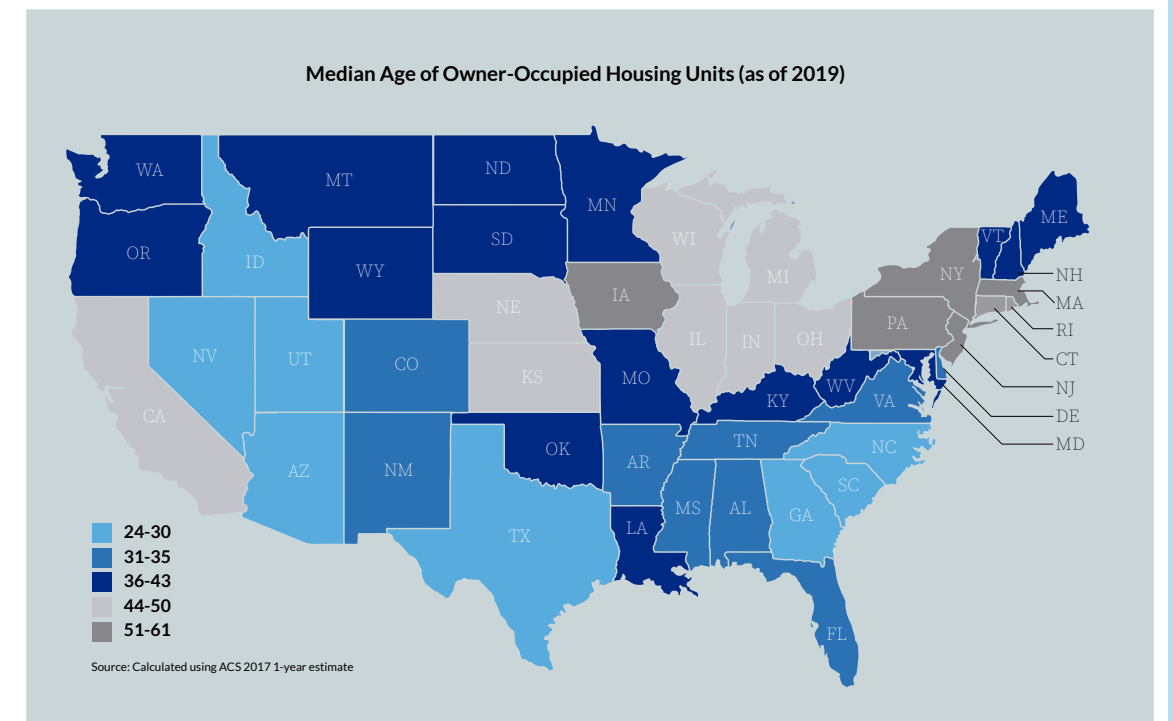 Median Age of Owner-Occupied Housing Units (as of 2019)
WA
MT
ND
MN
OR
ID
WY
SD
WI
MI
VT
ME
NY
NH
MA
RI
CT
NJ
DE
MD
NV
UT
CO
NE
IA
IL
IN
OH
PA
CA
KS
MO
KY
WV
VA
AZ
NM
OK
AR
TN
NC
SC
TX
LA
MS
AL
GA
FL
24-30
31-35
36-43
44-50
51-61
Source: Calculated using ACS 2017 1-year estimate